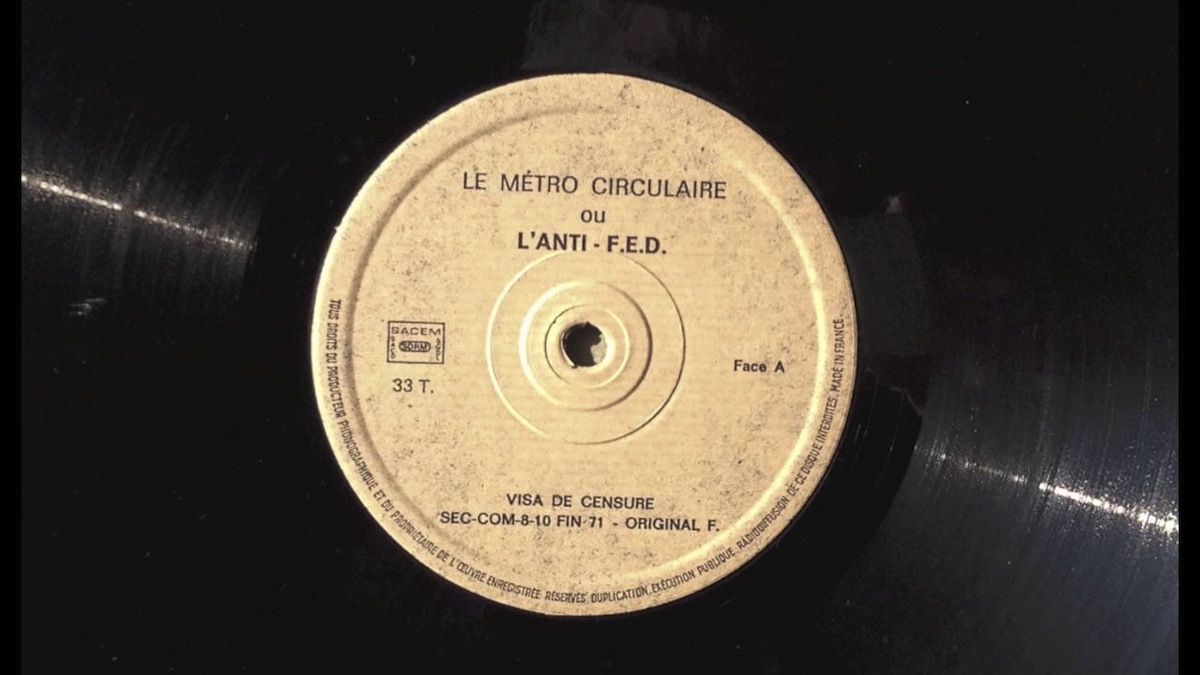 LE MÉTRO CIRCULAIRE
OU
L'ANTI - F.E.D.
SACEM
SDRM
33 T.
Face A
VISA DE CENSURE
SEC-COM-8-10 FIN 71 - ORIGINAL F.
TOUS DROITS DU PRODUCTEUR PHONOGRAPHIQUE ET DU PROPRIÉTAIRE DE L'ŒUVRE ENREGISTRÉE RÉSERVÉS DUPLICATION, EXÉCUTION PUBLIQUE, RADIODIFFUSION DE CE DISQUE INTERDITES. MADE IN FRANCE.